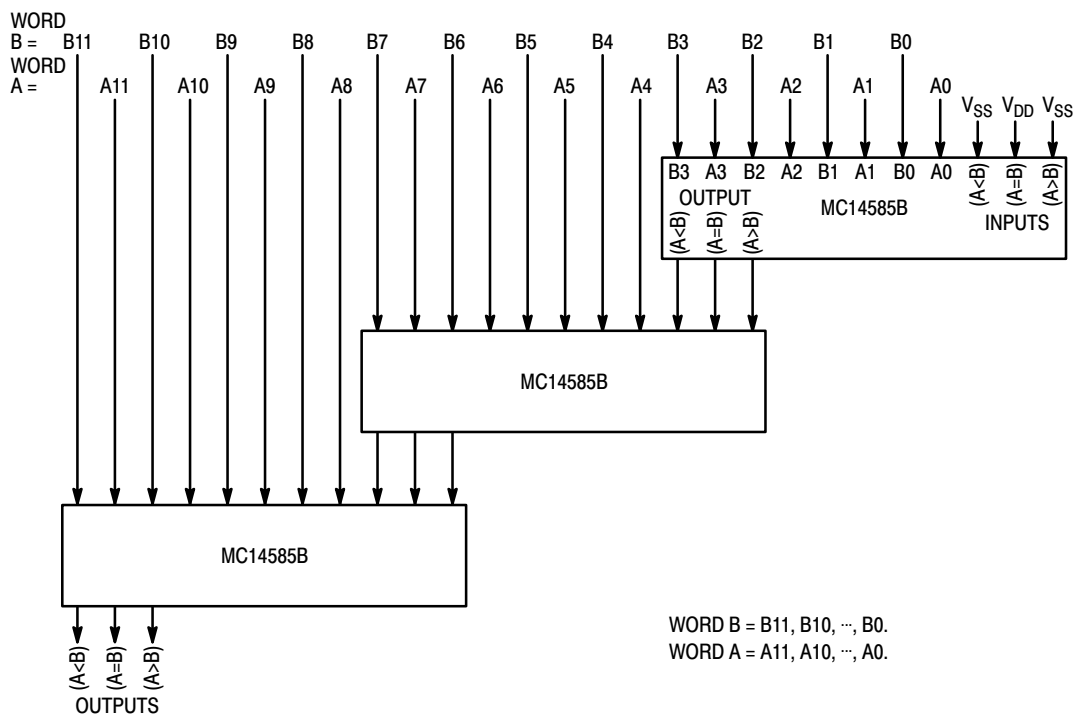 WORD
B = B11 B10 B9 B8 B7 B6 B5 B4 B3 B2 B1 B0
WORD
A = A11 A10 A9 A8 A7 A6 A5 A4 A3 A2 A1 A0
VSS VDD VSS
B3 A3 B2 A2 B1 A1 B0 A0 (A<B) (A=B) (A>B)
OUTPUT MC14585B INPUTS
(A<B) (A=B) (A>B)
MC14585B
MC14585B
(A<B) (A=B) (A>B)
OUTPUTS
WORD B = B11, B10, ···, B0.
WORD A = A11, A10, ···, A0.